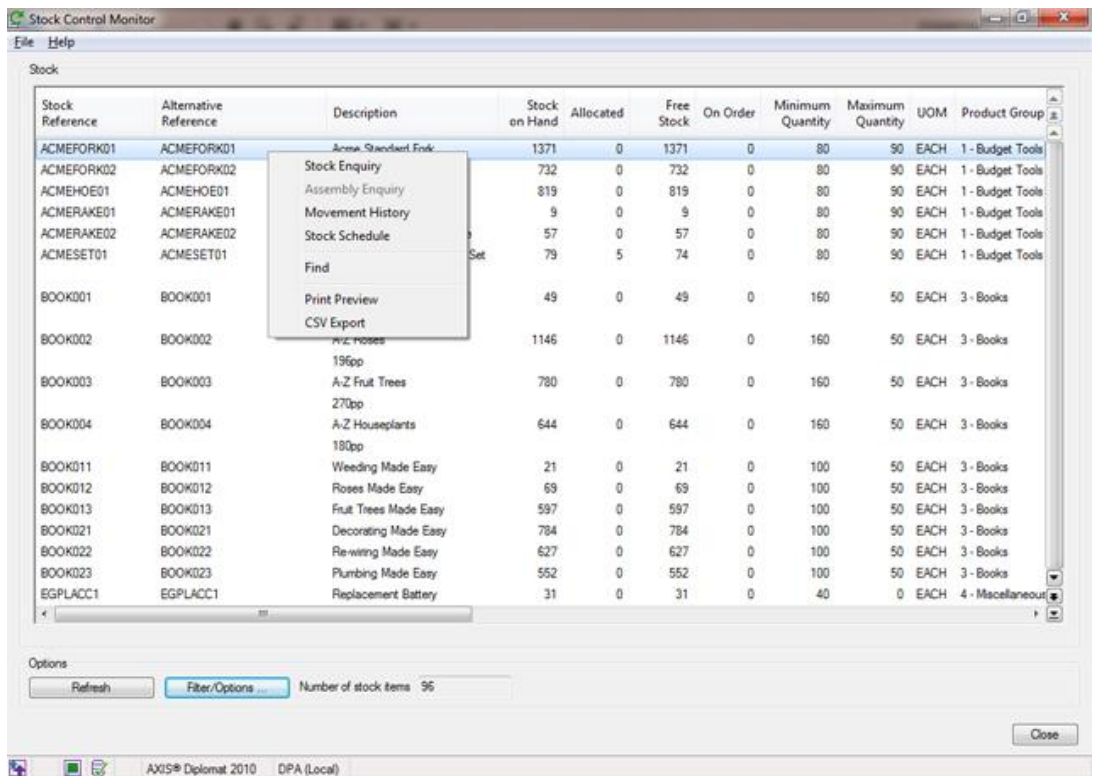 Stock Control Monitor
File Help
Stock
Stock Reference Alternative Reference Description Stock on Hand Allocated Free Stock On Order Minimum Quantity Maximum Quantity UOM Product Group
ACMEFORK01 ACMEFORK01 Acme Standard Fork 1371 0 1371 0 80 90 EACH 1 - Budget Tools
ACMEFORK02 ACMEFORK02 732 0 732 0 80 90 EACH 1 - Budget Tools
ACMEHOE01 ACMEHOE01 819 0 819 0 80 90 EACH 1 - Budget Tools
ACMERAKE01 ACMERAKE01 9 0 9 0 80 90 EACH 1 - Budget Tools
ACMERAKE02 ACMERAKE02 57 0 57 0 80 90 EACH 1 - Budget Tools
ACMESET01 ACMESET01 Set 79 5 74 0 80 90 EACH 1 - Budget Tools
BOOK001 BOOK001 49 0 49 0 160 50 EACH 3 - Books
BOOK002 BOOK002 A-Z Roses 1146 0 1146 0 160 50 EACH 3 - Books
196pp
BOOK003 BOOK003 A-Z Fruit Trees 780 0 780 0 160 50 EACH 3 - Books
270pp
BOOK004 BOOK004 A-Z Houseplants 644 0 644 0 160 50 EACH 3 - Books
180pp
BOOK011 BOOK011 Weeding Made Easy 21 0 21 0 100 50 EACH 3 - Books
BOOK012 BOOK012 Roses Made Easy 69 0 69 0 100 50 EACH 3 - Books
BOOK013 BOOK013 Fruit Trees Made Easy 597 0 597 0 100 50 EACH 3 - Books
BOOK021 BOOK021 Decorating Made Easy 784 0 784 0 100 50 EACH 3 - Books
BOOK022 BOOK022 Re-wiring Made Easy 627 0 627 0 100 50 EACH 3 - Books
BOOK023 BOOK023 Plumbing Made Easy 552 0 552 0 100 50 EACH 3 - Books
EGPLACC1 EGPLACC1 Replacement Battery 31 0 31 0 40 0 EACH 4 - Miscellaneous
Stock Enquiry
Assembly Enquiry
Movement History
Stock Schedule
Find
Print Preview
CSV Export
Options
Refresh Filter/Options ... Number of stock items 96
Close
AXIS® Diplomat 2010 DPA (Local)